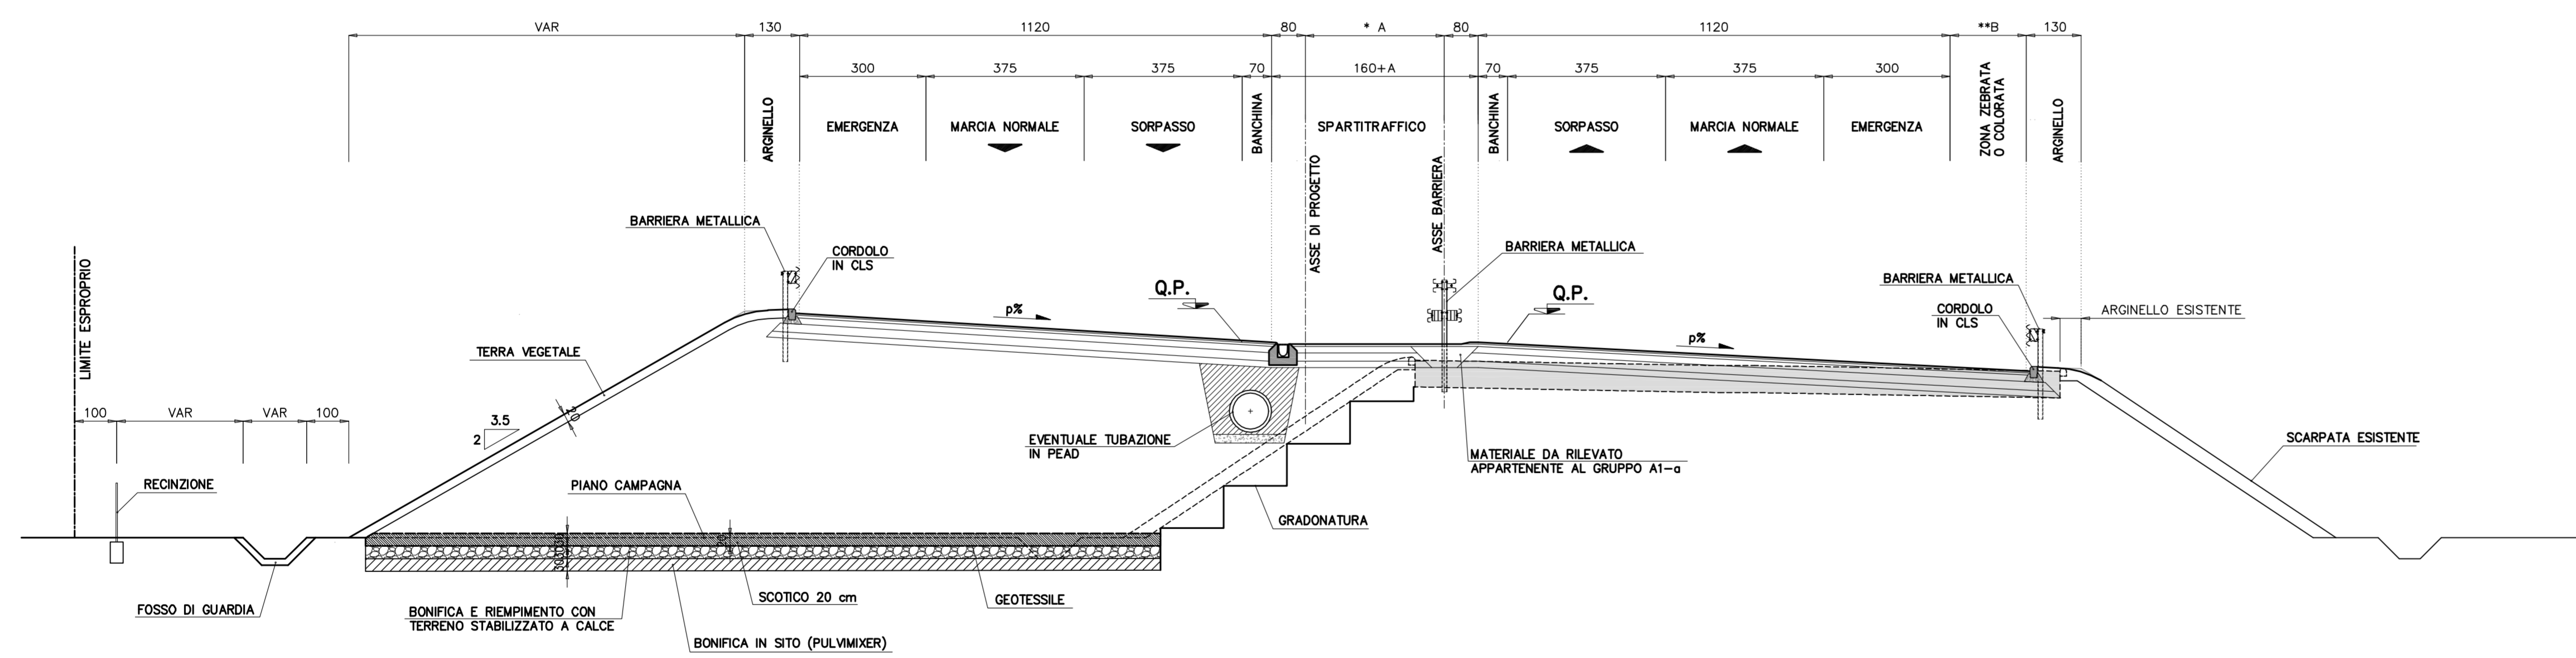 VAR 130 1120 80 * A 80 1120 **B 130
300 375 375 70 160+A 70 375 375 300
ARGINELLO
EMERGENZA
MARCIA NORMALE
SORPASSO
BANCHINA
SPARTITRAFFICO
BANCHINA
SORPASSO
MARCIA NORMALE
EMERGENZA
ZONA ZEBRATA
O COLORATA
ARGINELLO
ASSE DI PROGETTO
ASSE BARRIERA
LIMITE ESPROPRIO
BARRIERA METALLICA
CORDOLO
IN CLS
p%
Q.P.
BARRIERA METALLICA
Q.P.
p%
BARRIERA METALLICA
CORDOLO
IN CLS
ARGINELLO ESISTENTE
TERRA VEGETALE
100 VAR VAR 100
3.5
2
EVENTUALE TUBAZIONE
IN PEAD
MATERIALE DA RILEVATO
APPARTENENTE AL GRUPPO A1-a
SCARPATA ESISTENTE
RECINZIONE
PIANO CAMPAGNA
GRADONATURA
20
30
30
30
FOSSO DI GUARDIA
BONIFICA E RIEMPIMENTO CON
TERRENO STABILIZZATO A CALCE
SCOTICO 20 cm
GEOTESSILE
BONIFICA IN SITO (PULVIMIXER)